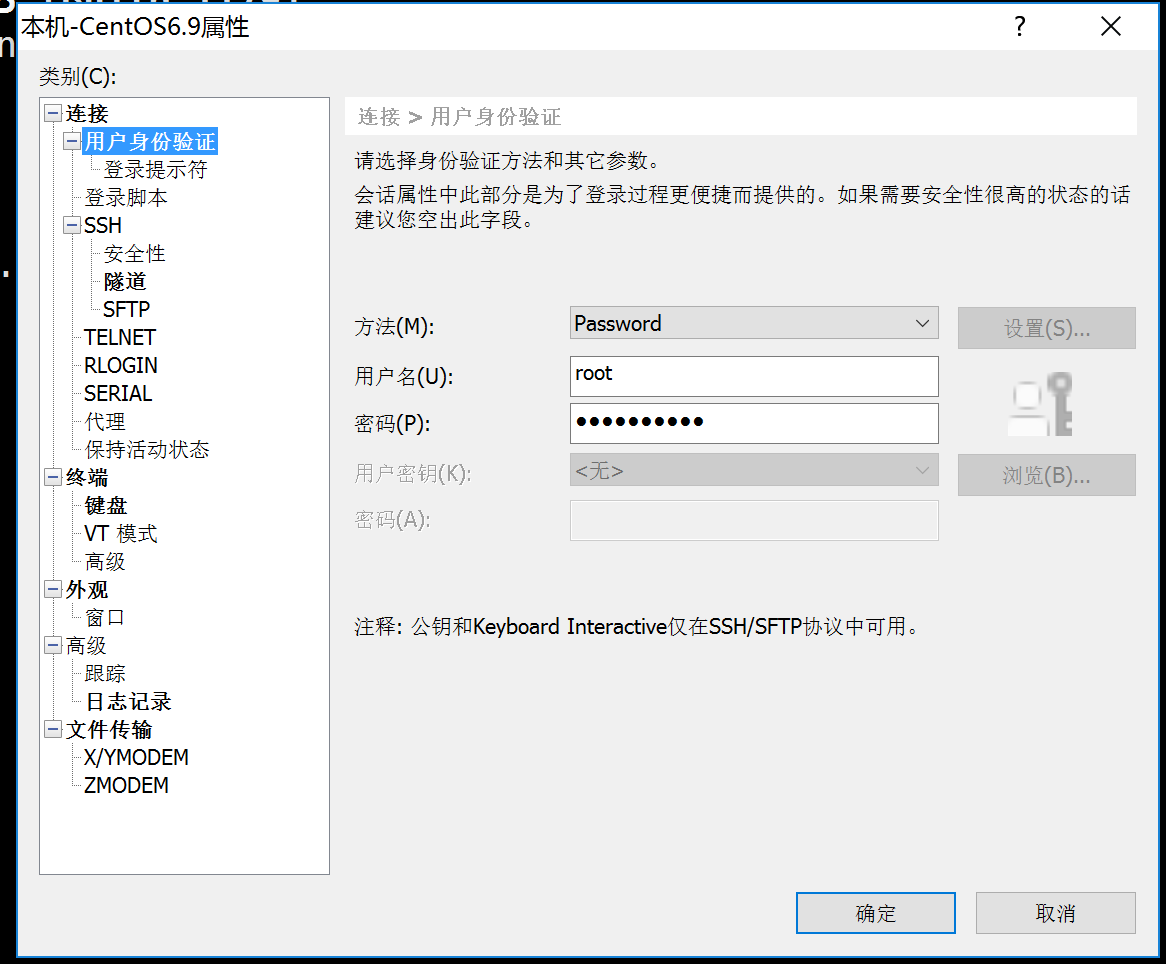 本机-CentOS6.9属性
?
类别(C):
连接
用户身份验证
登录提示符
登录脚本
SSH
安全性
隧道
SFTP
TELNET
RLOGIN
SERIAL
代理
保持活动状态
终端
键盘
VT 模式
高级
外观
窗口
高级
跟踪
日志记录
文件传输
X/YMODEM
ZMODEM
连接 > 用户身份验证
请选择身份验证方法和其它参数。
会话属性中此部分是为了登录过程更便捷而提供的。如果需要安全性很高的状态的话
建议您空出此字段。
方法(M):
Password
设置(S)...
用户名(U):
root
密码(P):
●●●●●●●●●●
用户密钥(K):
<无>
浏览(B)...
密码(A):
注释: 公钥和Keyboard Interactive仅在SSH/SFTP协议中可用。
确定
取消